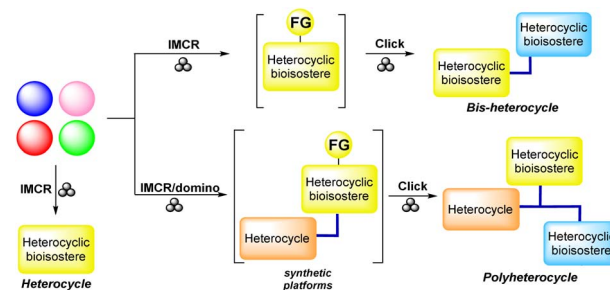 FG
IMCR
Heterocyclic
bioisostere
Click
Heterocyclic
bioisostere
Heterocyclic
bioisostere
Bis-heterocycle
FG
IMCR
IMCR/domino
Heterocyclic
bioisostere
Click
Heterocyclic
bioisostere
Heterocycle
Heterocycle
Heterocyclic
bioisostere
Heterocyclic
bioisostere
Heterocycle
synthetic
platforms
Polyheterocycle